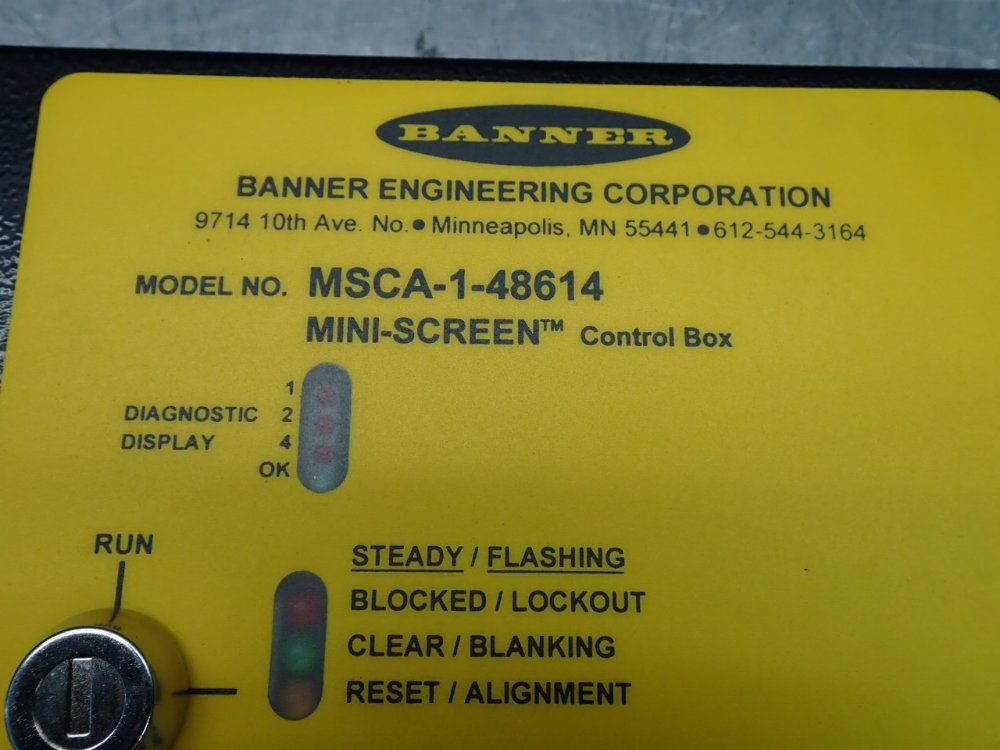 BANNER
BANNER ENGINEERING CORPORATION
9714 10th Ave. No.●Minneapolis, MN 55441●612-544-3164
MODEL NO. MSCA-1-48614
MINI-SCREEN™ Control Box
1
DIAGNOSTIC 2
DISPLAY 4
OK
RUN
STEADY / FLASHING
BLOCKED / LOCKOUT
CLEAR / BLANKING
RESET / ALIGNMENT